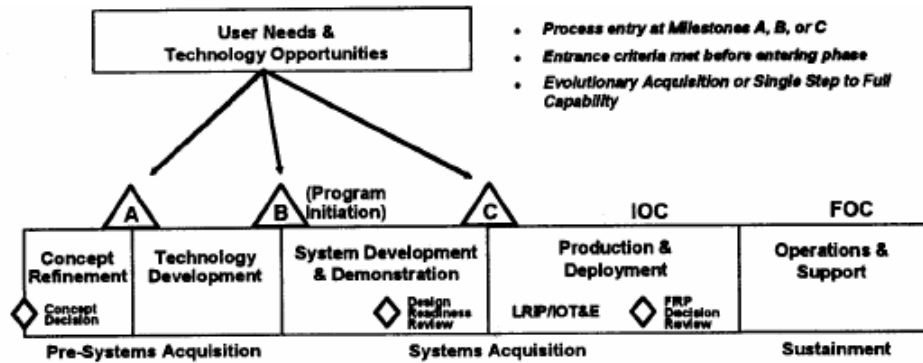 User Needs &
Technology Opportunities
• Process entry at Milestones A, B, or C
• Entrance criteria met before entering phase
• Evolutionary Acquisition or Single Step to Full
Capability
A
B
(Program
Initiation)
C
IOC
FOC
Concept
Refinement
Technology
Development
System Development
& Demonstration
Production &
Deployment
Operations &
Support
Concept
Decision
Design
Readiness
Review
LRIP/IOT&E
FRP
Decision
Review
Pre-Systems Acquisition
Systems Acquisition
Sustainment